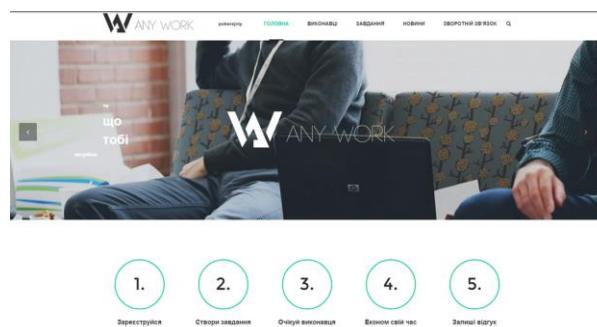 ANY WORK
ГОЛОВНА ВИКОНАВЦІ ЗАВДАННЯ НОВИНИ ЗВОРОТНІЙ ЗВ'ЯЗОК
що
тобі
ANY WORK
1. 2. 3. 4. 5.
Зареєструйся Створи завдання Очікуй виконавця Економ свій час Залиши відгук